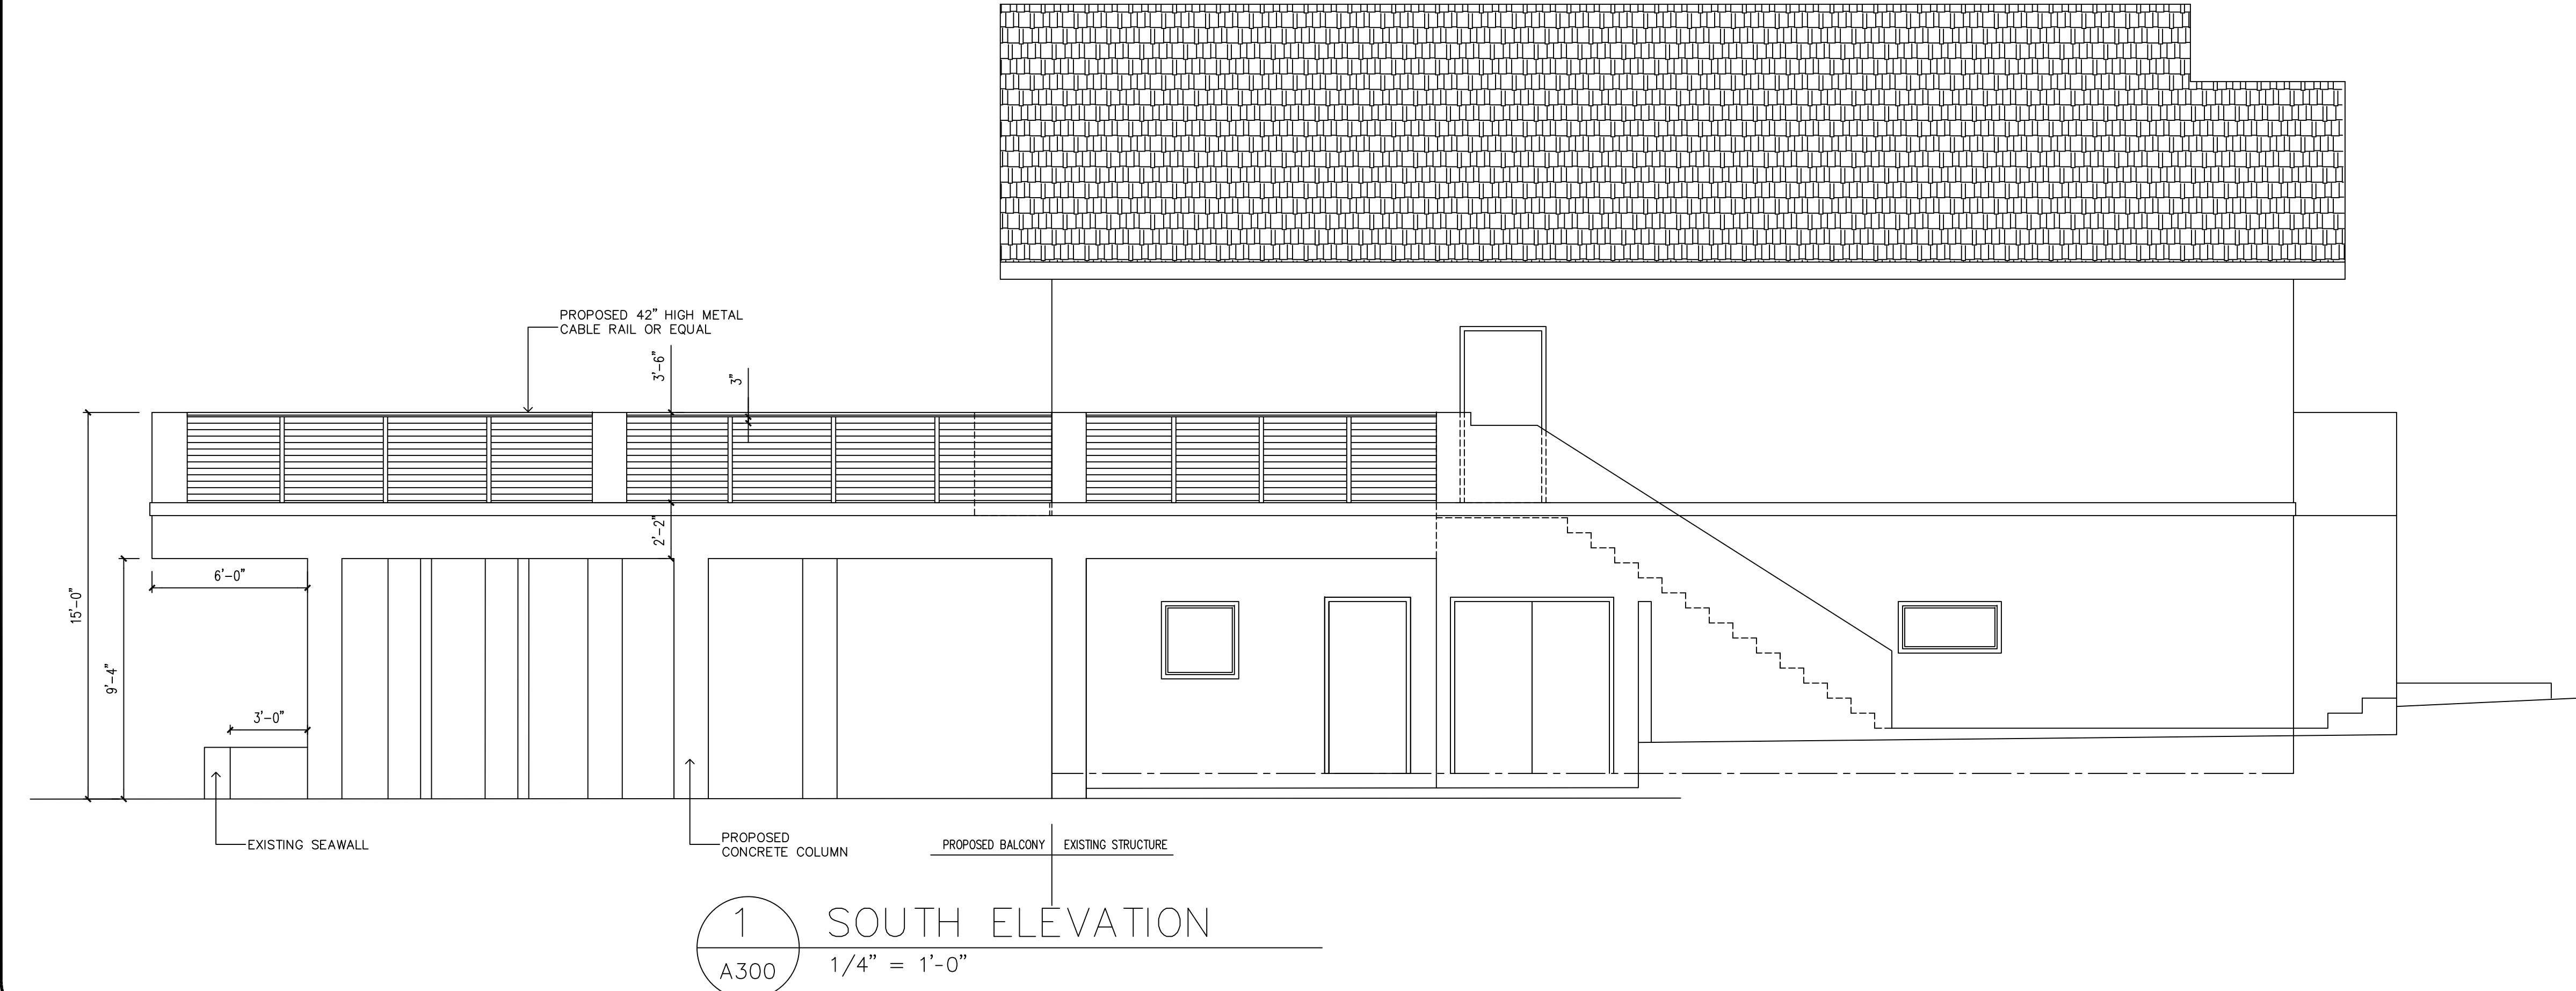 PROPOSED 42" HIGH METAL
CABLE RAIL OR EQUAL
3'-6"
3"
2'-2"
15'-0"
9'-4"
6'-0"
3'-0"
EXISTING SEAWALL
PROPOSED
CONCRETE COLUMN
PROPOSED BALCONY EXISTING STRUCTURE
1
A300
SOUTH ELEVATION
1/4" = 1'-0"